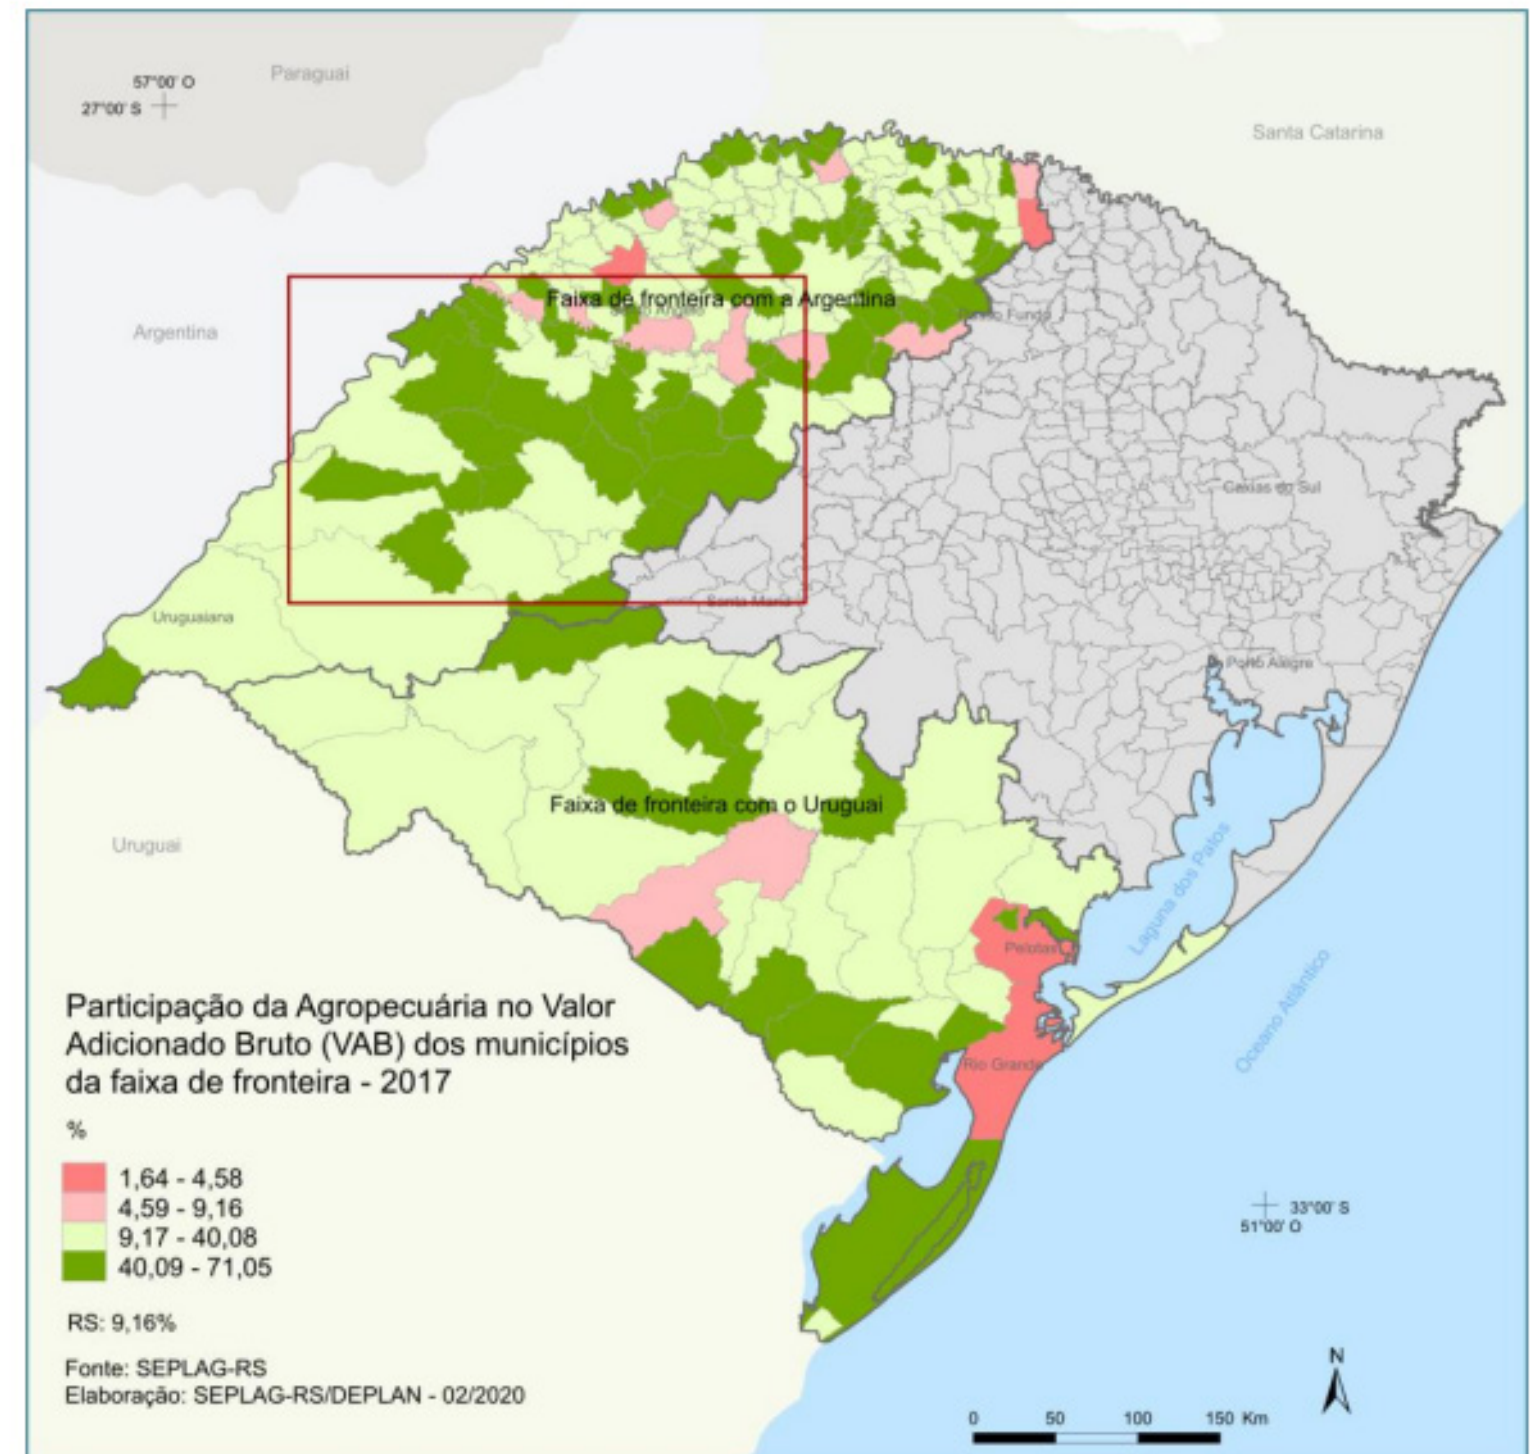 57°00' O
27°00' S
Paraguai
Santa Catarina
Argentina
Faixa de fronteira com a Argentina
Santo Ângelo
Passo Fundo
Caxias do Sul
Santa Maria
Uruguaiana
Porto Alegre
Faixa de fronteira com o Uruguai
Uruguai
Laguna dos Patos
Pelotas
Oceano Atlântico
Rio Grande
Participação da Agropecuária no Valor
Adicionado Bruto (VAB) dos municípios
da faixa de fronteira - 2017
%
1,64 - 4,58
4,59 - 9,16
9,17 - 40,08
40,09 - 71,05
RS: 9,16%
Fonte: SEPLAG-RS
Elaboração: SEPLAG-RS/DEPLAN - 02/2020
33°00' S
51°00' O
N
0 50 100 150 Km